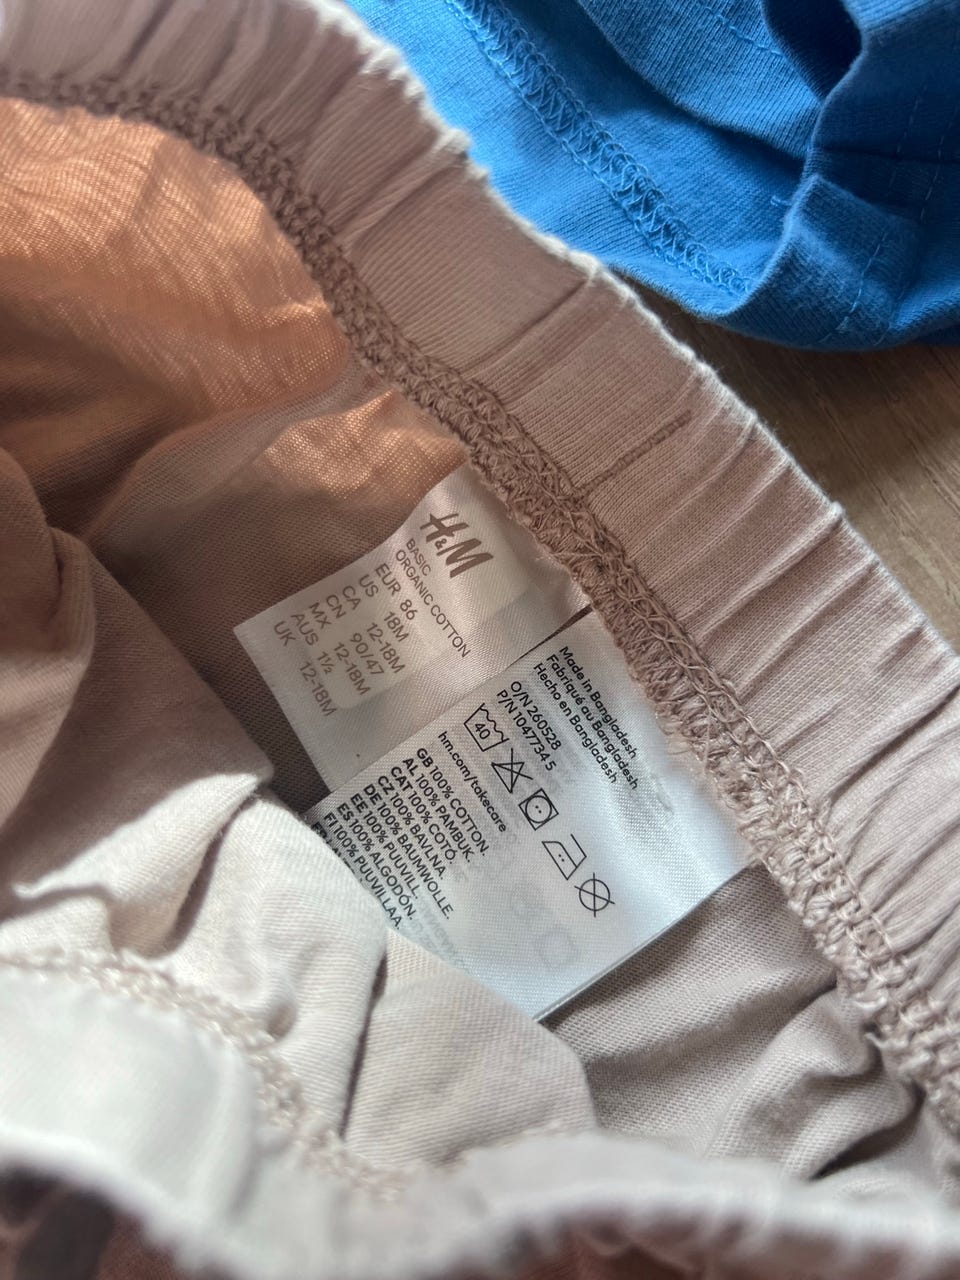 H&M
BASIC
ORGANIC COTTON
EUR 86
US 18M
CA 12-18M
CN 90/47
MX 12-18M
AUS 1½
UK 12-18M
Made in Bangladesh
Fabriqué au Bangladesh
Hecho en Bangladesh
O/N 260528
P/N 1047734 5
40
hm.com/takecare
GB 100% COTTON.
AL 100% PAMBUK.
CAT 100% COTÓ.
CZ 100% BAVLNA.
DE 100% BAUMWOLLE.
EE 100% PUUVILL.
ES 100% ALGODÓN.
FI 100% PUUVILLAA.